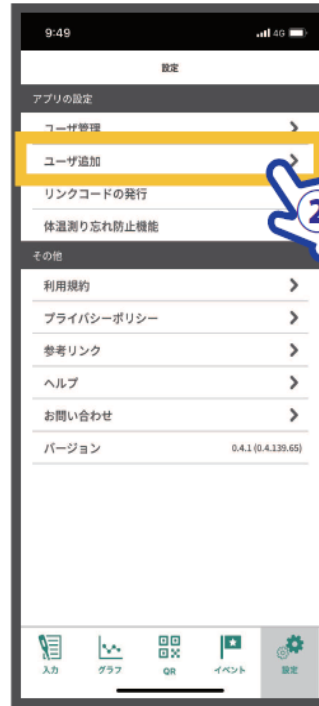 9:49
4G
設定
アプリの設定
ユーザ管理
ユーザ追加
2
リンクコードの発行
体温測り忘れ防止機能
その他
利用規約
プライバシーポリシー
参考リンク
ヘルプ
お問い合わせ
バージョン 0.4.1 (0.4.139.65)
入力 グラフ QR イベント 設定